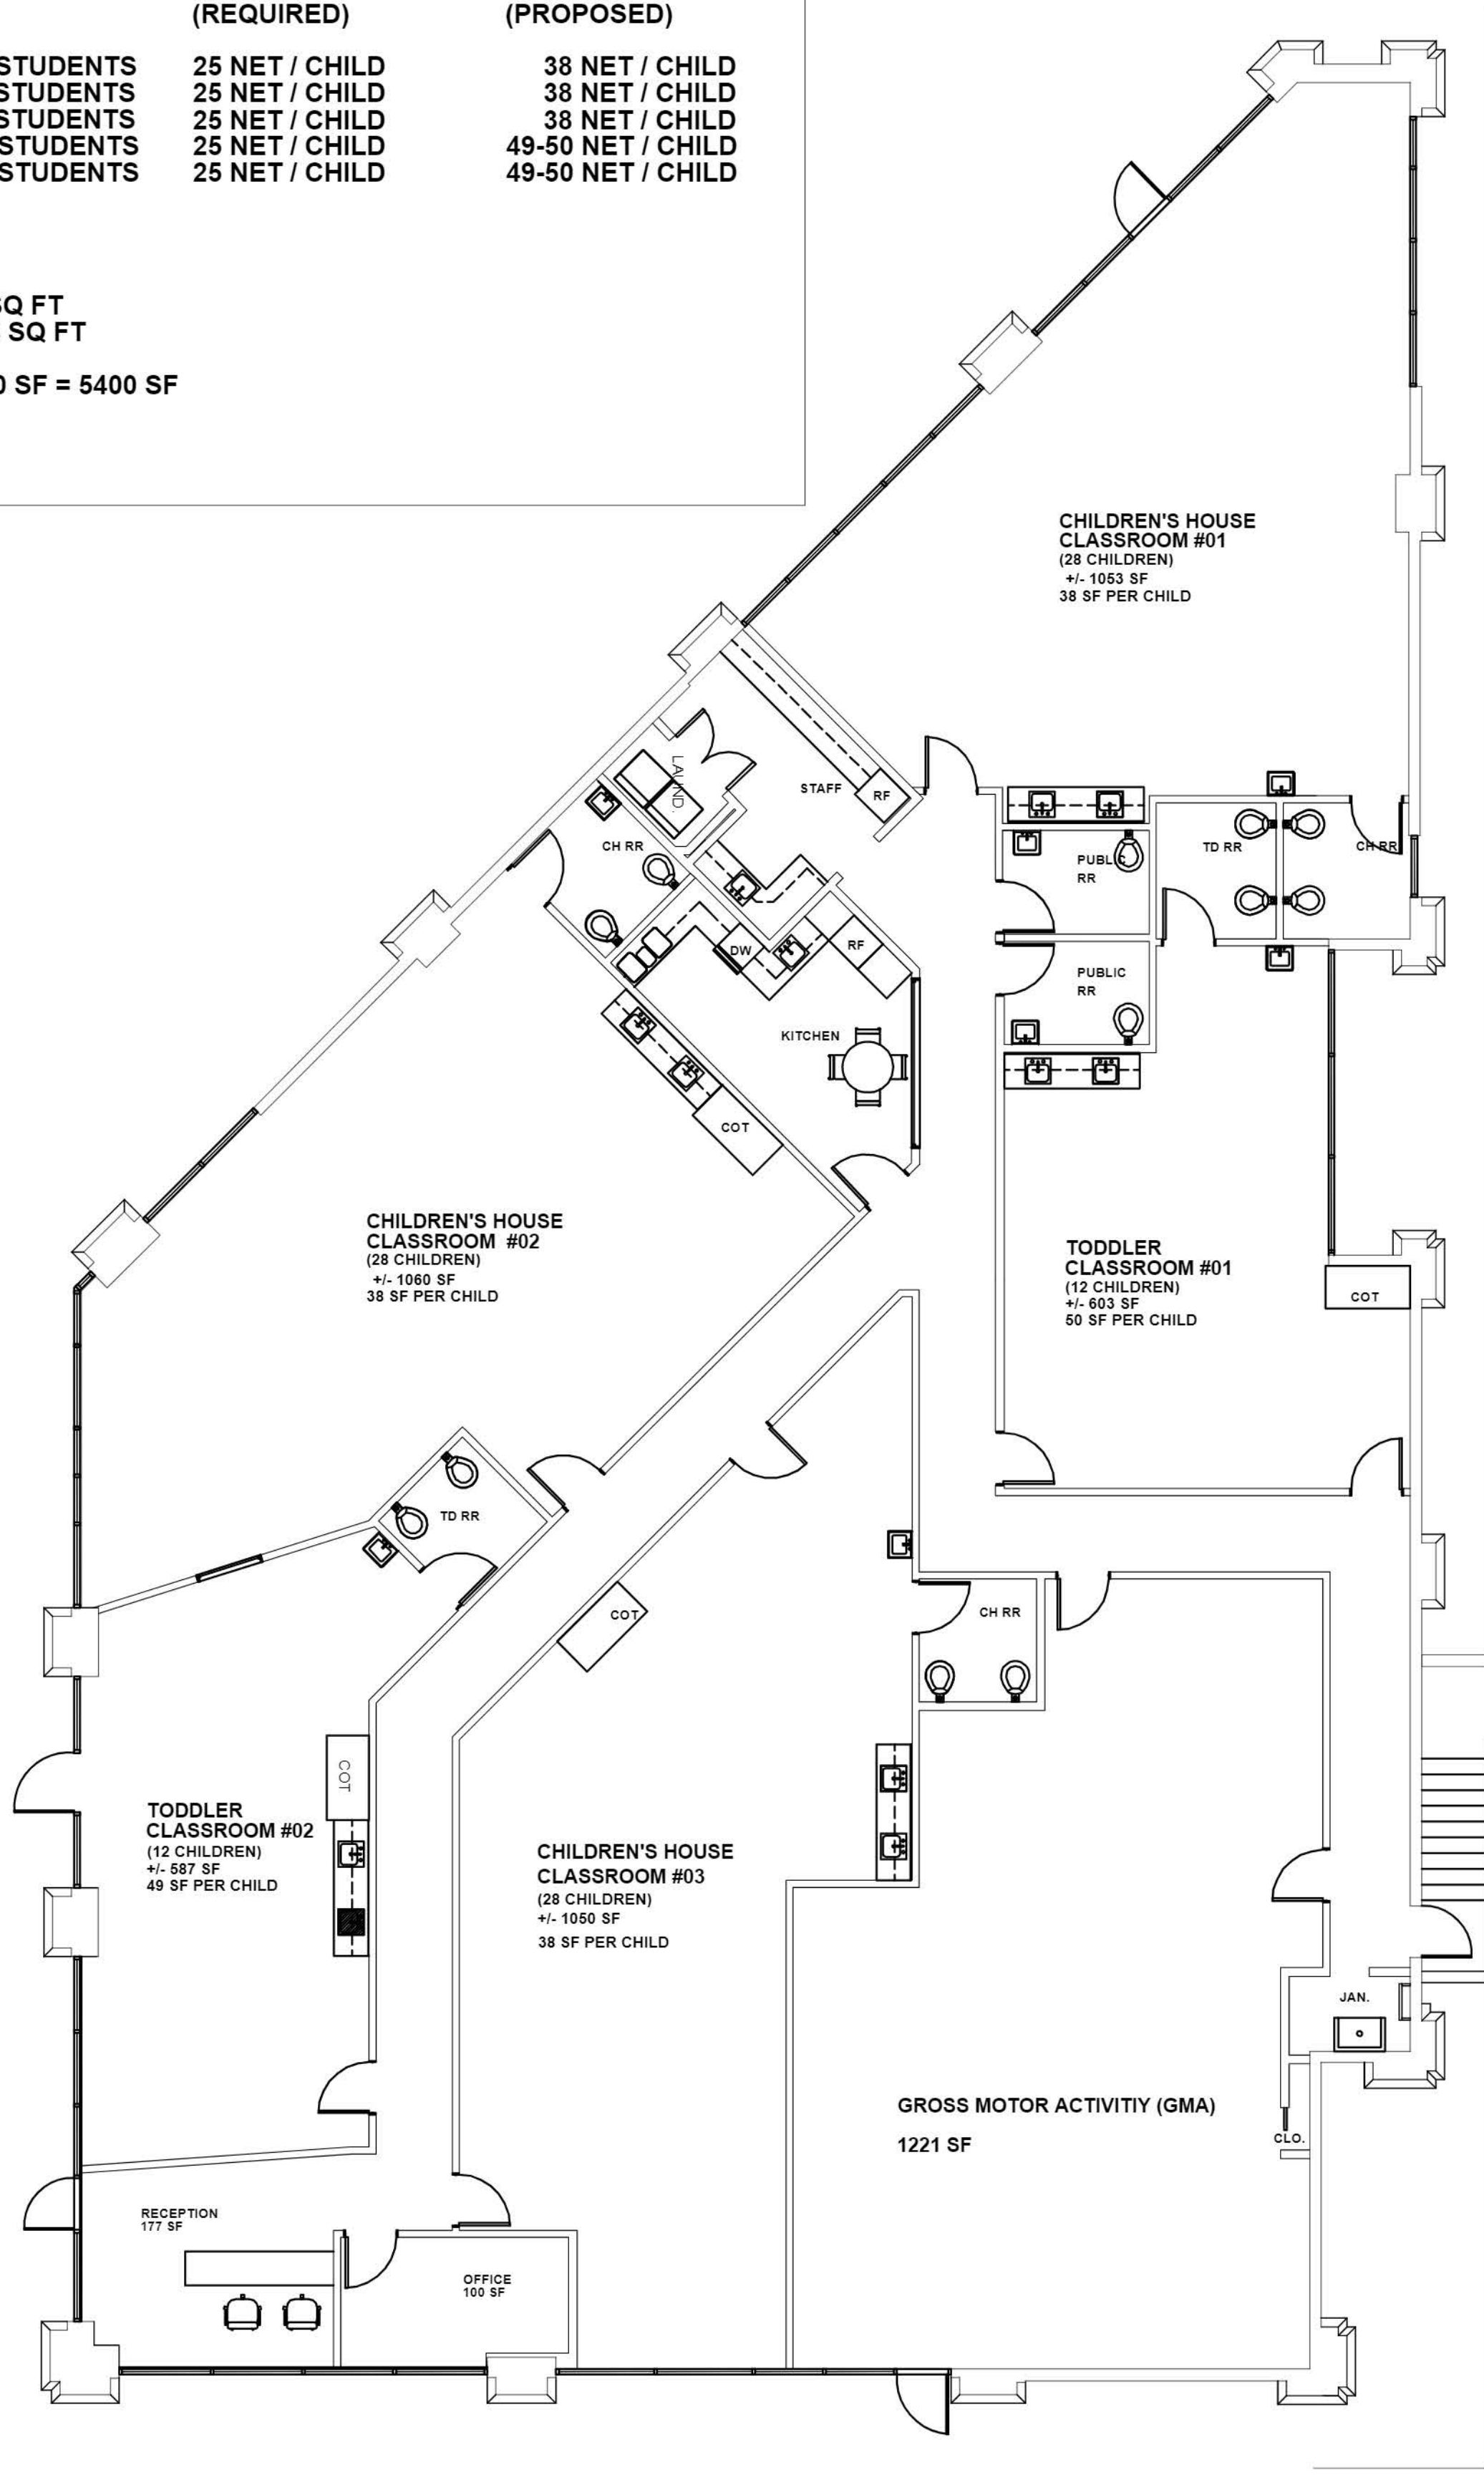 (REQUIRED) (PROPOSED)
STUDENTS 25 NET / CHILD 38 NET / CHILD
STUDENTS 25 NET / CHILD 38 NET / CHILD
STUDENTS 25 NET / CHILD 38 NET / CHILD
STUDENTS 25 NET / CHILD 49-50 NET / CHILD
STUDENTS 25 NET / CHILD 49-50 NET / CHILD
SQ FT
SQ FT
0 SF = 5400 SF
CHILDREN'S HOUSE
CLASSROOM #01
(28 CHILDREN)
+/- 1053 SF
38 SF PER CHILD
LAUND.
STAFF
RF
CH RR
PUBLIC
RR
TD RR
CH RR
DW
RF
PUBLIC
RR
KITCHEN
COT
CHILDREN'S HOUSE
CLASSROOM #02
(28 CHILDREN)
+/- 1060 SF
38 SF PER CHILD
TODDLER
CLASSROOM #01
(12 CHILDREN)
+/- 603 SF
50 SF PER CHILD
COT
TD RR
COT
CH RR
COT
TODDLER
CLASSROOM #02
(12 CHILDREN)
+/- 587 SF
49 SF PER CHILD
CHILDREN'S HOUSE
CLASSROOM #03
(28 CHILDREN)
+/- 1050 SF
38 SF PER CHILD
JAN.
GROSS MOTOR ACTIVITIY (GMA)
1221 SF
CLO.
RECEPTION
177 SF
OFFICE
100 SF